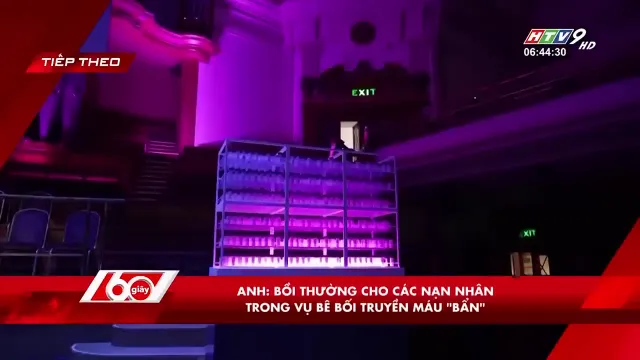 TIẾP THEO
HTV9 HD
06:44:30
EXIT
EXIT
60 giây
ANH: BỒI THƯỜNG CHO CÁC NẠN NHÂN
TRONG VỤ BÊ BỐI TRUYỀN MÁU "BẨN"